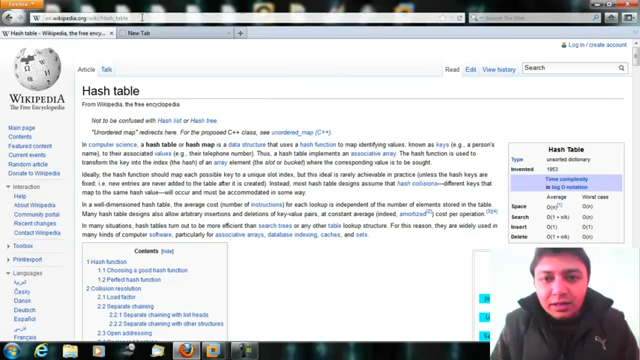 Firefox
Hash table - Wikipedia, the free enc...
New Tab
en.wikipedia.org/wiki/Hash_table
Search The Web
Log in / create account
Article
Talk
Read
Edit
View history
Search
WIKIPEDIA
The Free Encyclopedia
Main page
Contents
Featured content
Current events
Random article
Donate to Wikipedia
Interaction
Help
About Wikipedia
Community portal
Recent changes
Contact Wikipedia
Toolbox
Print/export
Languages
العربية
Česky
Dansk
Deutsch
Español
فارسی
Français
Hash table
From Wikipedia, the free encyclopedia
Not to be confused with Hash list or Hash tree.
"Unordered map" redirects here. For the proposed C++ class, see unordered_map (C++).
In computer science, a hash table or hash map is a data structure that uses a hash function to map identifying values, known as keys (e.g., a person's
name), to their associated values (e.g., their telephone number). Thus, a hash table implements an associative array. The hash function is used to
transform the key into the index (the hash) of an array element (the slot or bucket) where the corresponding value is to be sought.
Ideally, the hash function should map each possible key to a unique slot index, but this ideal is rarely achievable in practice (unless the hash keys are
fixed; i.e. new entries are never added to the table after it is created). Instead, most hash table designs assume that hash collisions—different keys that
map to the same hash value—will occur and must be accommodated in some way.
In a well-dimensioned hash table, the average cost (number of instructions) for each lookup is independent of the number of elements stored in the table.
Many hash table designs also allow arbitrary insertions and deletions of key-value pairs, at constant average (indeed, amortized[2]) cost per operation.[3][4]
In many situations, hash tables turn out to be more efficient than search trees or any other table lookup structure. For this reason, they are widely used in
many kinds of computer software, particularly for associative arrays, database indexing, caches, and sets.
Contents [hide]
1 Hash function
1.1 Choosing a good hash function
1.2 Perfect hash function
2 Collision resolution
2.1 Load factor
2.2 Separate chaining
2.2.1 Separate chaining with list heads
2.2.2 Separate chaining with other structures
2.3 Open addressing
Hash Table
Type unsorted dictionary
Invented 1953
Time complexity
in big O notation
Average Worst case
Space O(n)[1] O(n)
Search O(1 + n/k) O(n)
Insert O(1) O(1)
Delete O(1 + n/k) O(n)